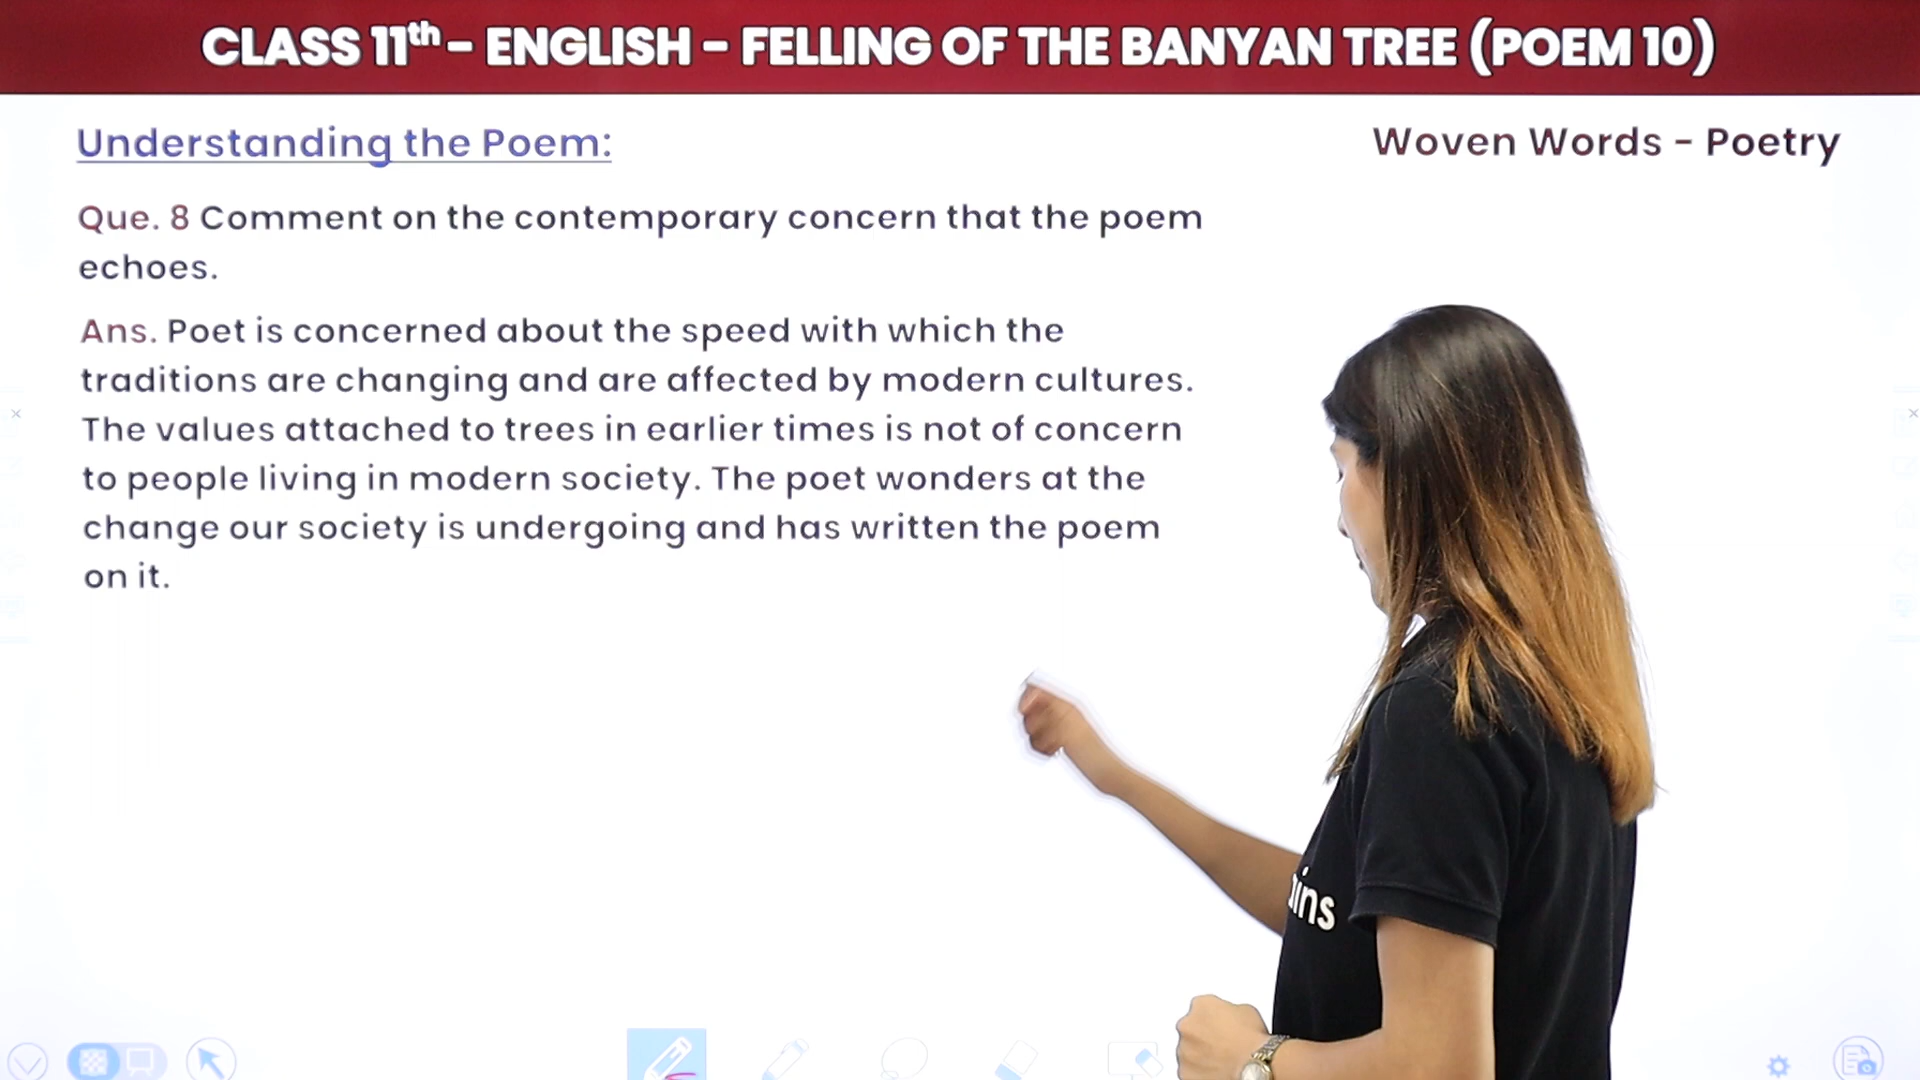 CLASS 11th - ENGLISH - FELLING OF THE BANYAN TREE (POEM 10)
Understanding the Poem:
Woven Words - Poetry
Que. 8 Comment on the contemporary concern that the poem
echoes.
Ans. Poet is concerned about the speed with which the
traditions are changing and are affected by modern cultures.
The values attached to trees in earlier times is not of concern
to people living in modern society. The poet wonders at the
change our society is undergoing and has written the poem
on it.